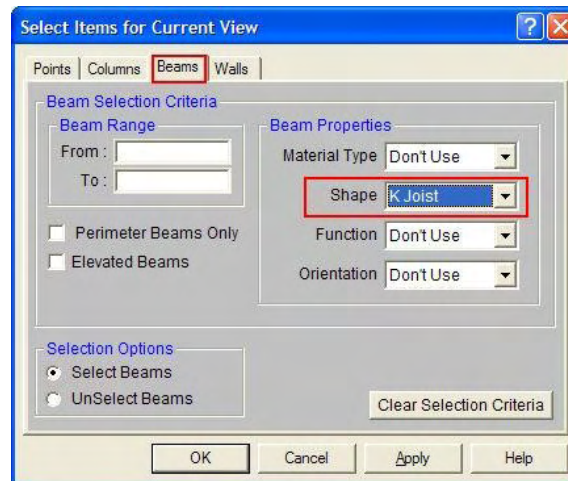 Select Items for Current View
Points
Columns
Beams
Walls
Beam Selection Criteria
Beam Range
From :
To :
Perimeter Beams Only
Elevated Beams
Beam Properties
Material Type Don't Use
Shape K Joist
Function Don't Use
Orientation Don't Use
Selection Options
Select Beams
UnSelect Beams
Clear Selection Criteria
OK
Cancel
Apply
Help